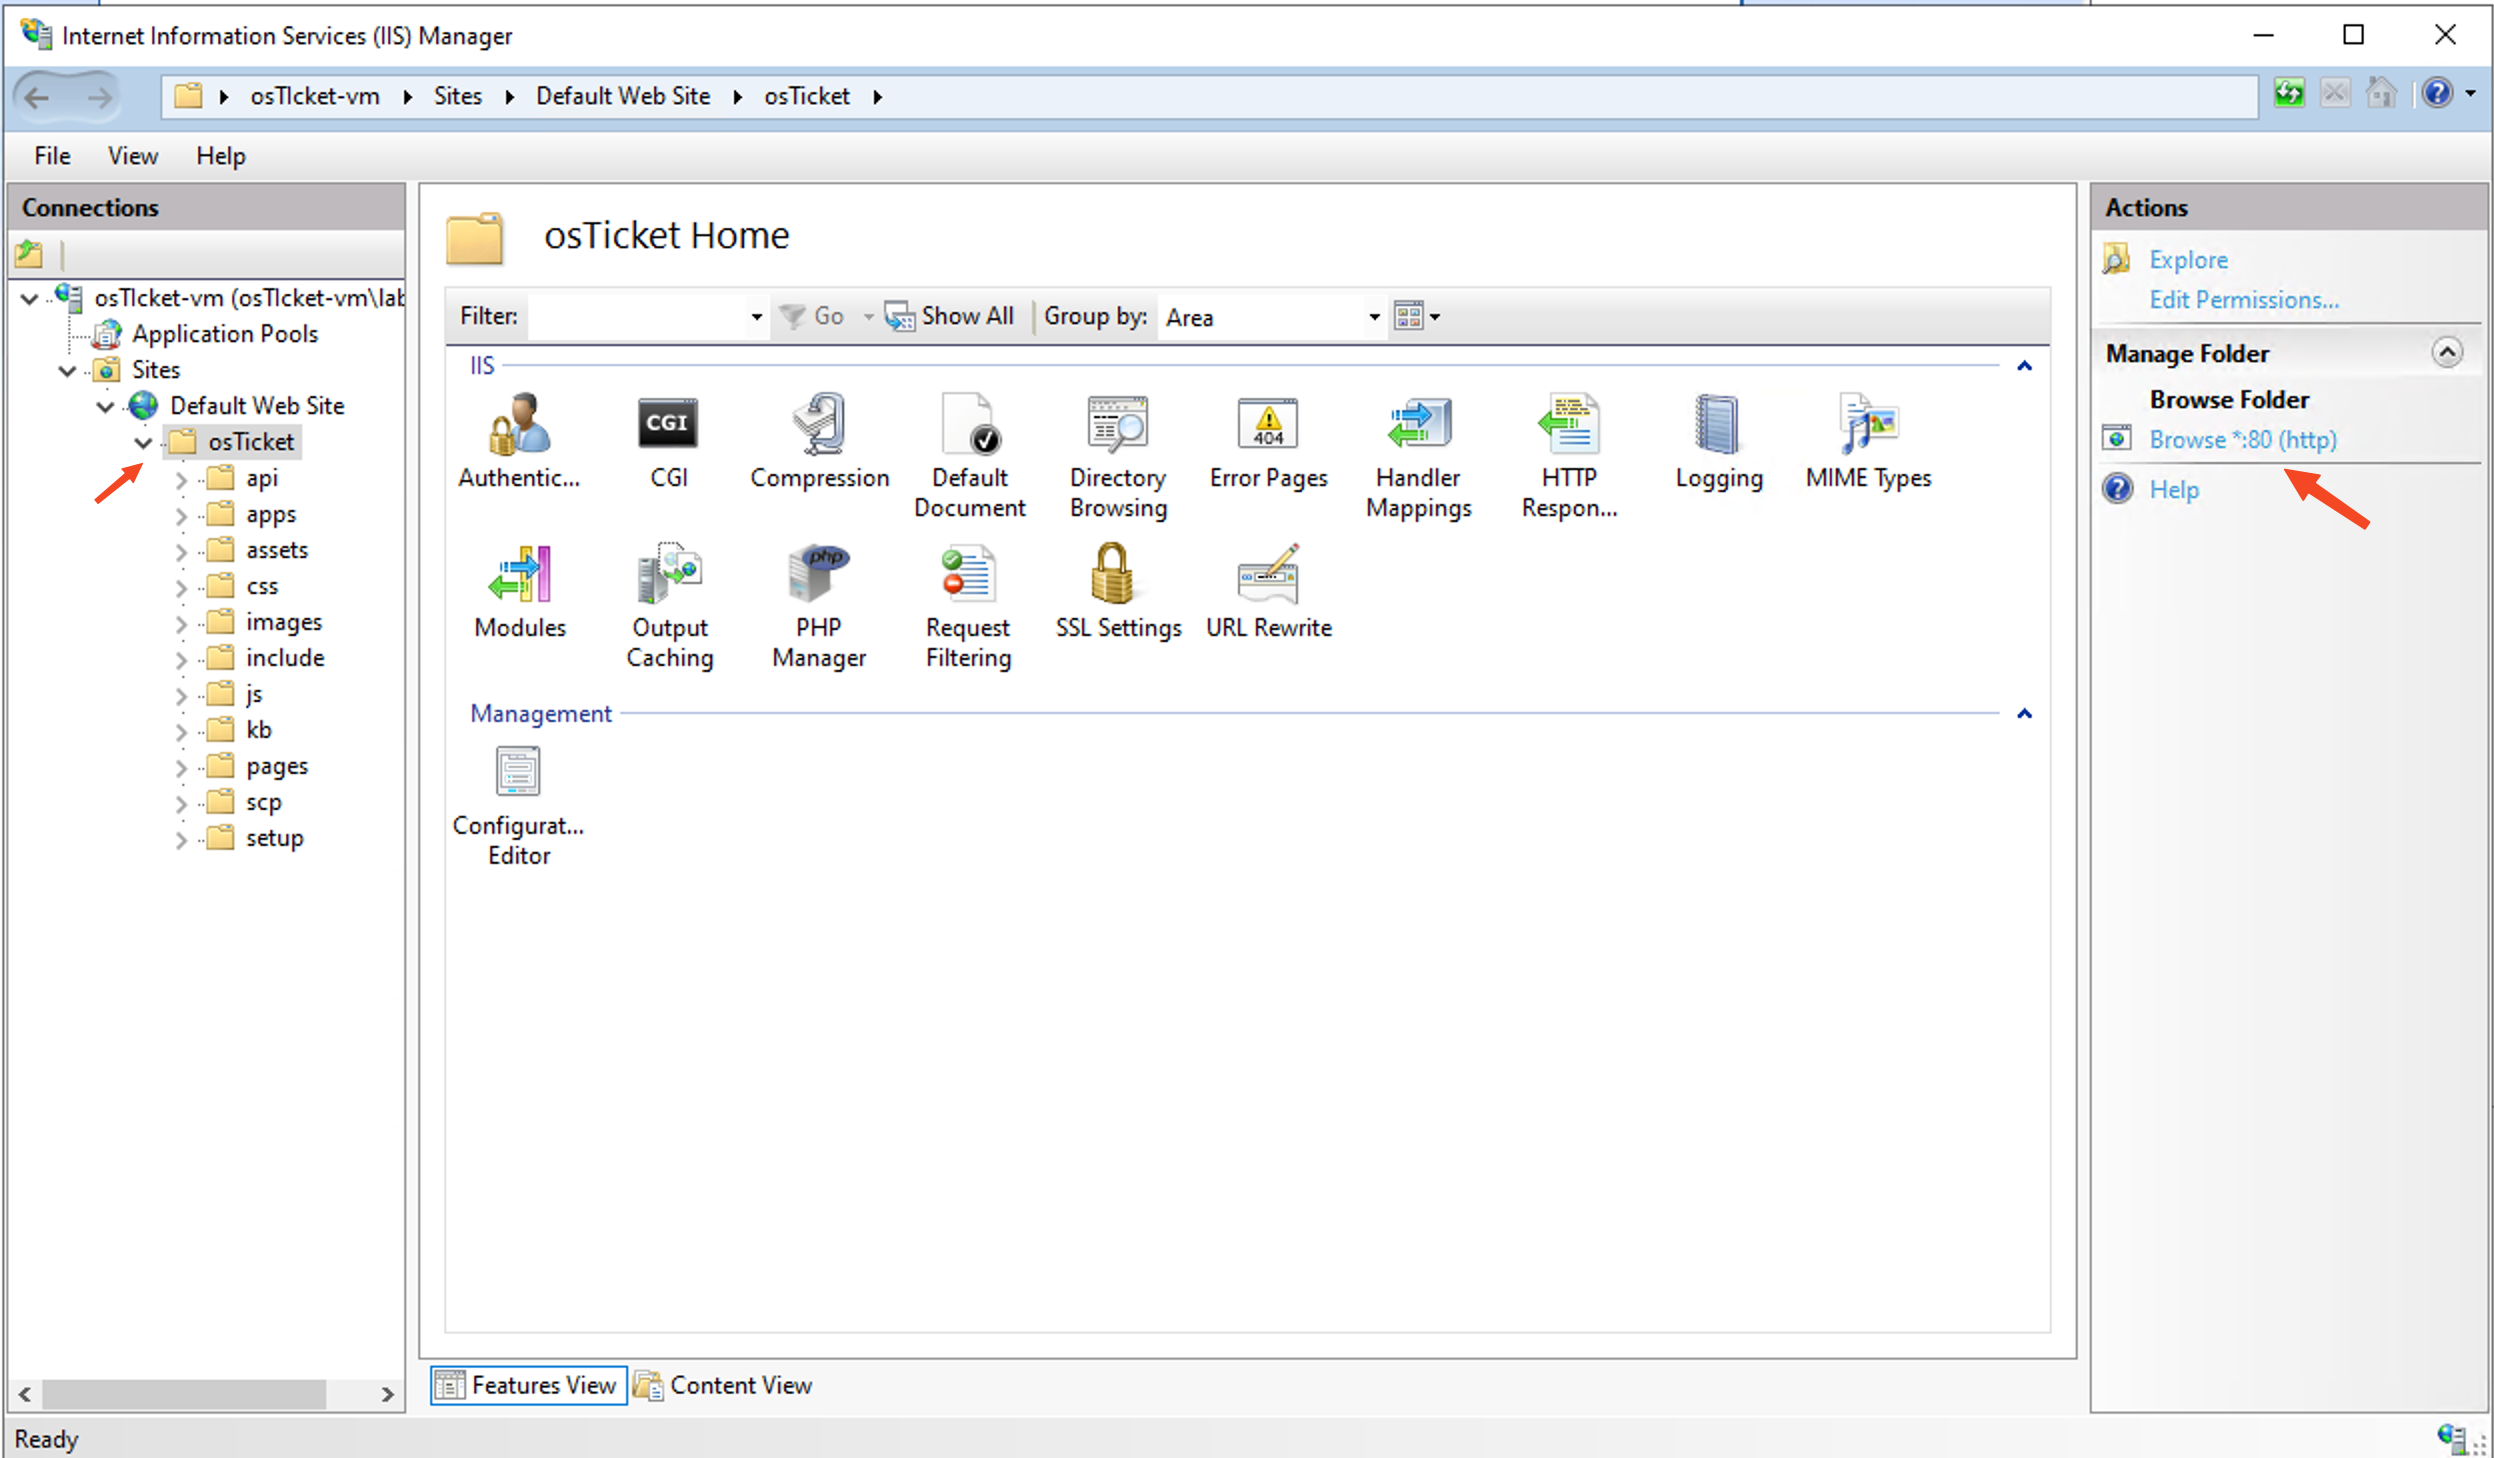 Internet Information Services (IIS) Manager
osTIcket-vm Sites Default Web Site osTicket
File View Help
Connections
osTIcket-vm (osTIcket-vm\lab
Application Pools
Sites
Default Web Site
osTicket
api
apps
assets
css
images
include
js
kb
pages
scp
setup
osTicket Home
Filter: Go Show All Group by: Area
IIS
Authentic...
CGI
CGI
Compression
Default
Document
Directory
Browsing
404
Error Pages
Handler
Mappings
HTTP
Respon...
Logging
MIME Types
Modules
Output
Caching
php
PHP
Manager
Request
Filtering
SSL Settings
URL Rewrite
Management
Configurat...
Editor
Features View Content View
Actions
Explore
Edit Permissions...
Manage Folder
Browse Folder
Browse *:80 (http)
Help
Ready